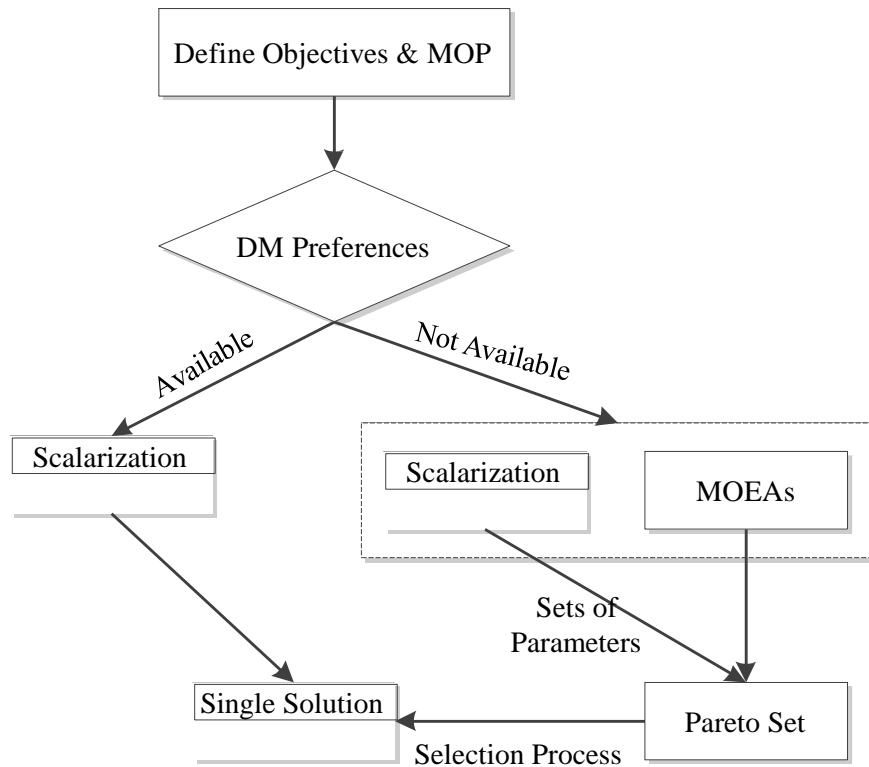 Define Objectives & MOP
DM Preferences
Available
Not Available
Scalarization
Scalarization
MOEAs
Sets of
Parameters
Single Solution
Pareto Set
Selection Process